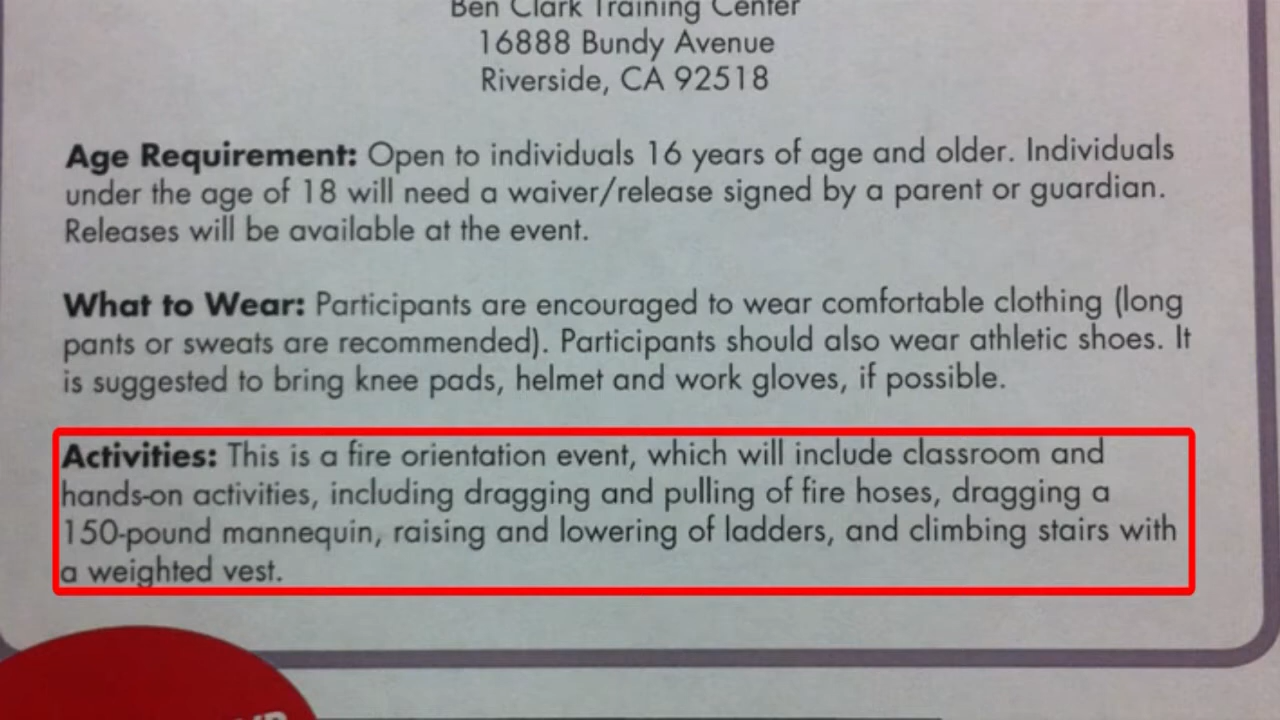 Ben Clark Training Center
16888 Bundy Avenue
Riverside, CA 92518
Age Requirement: Open to individuals 16 years of age and older. Individuals
under the age of 18 will need a waiver/release signed by a parent or guardian.
Releases will be available at the event.
What to Wear: Participants are encouraged to wear comfortable clothing (long
pants or sweats are recommended). Participants should also wear athletic shoes. It
is suggested to bring knee pads, helmet and work gloves, if possible.
Activities: This is a fire orientation event, which will include classroom and
hands-on activities, including dragging and pulling of fire hoses, dragging a
150-pound mannequin, raising and lowering of ladders, and climbing stairs with
a weighted vest.